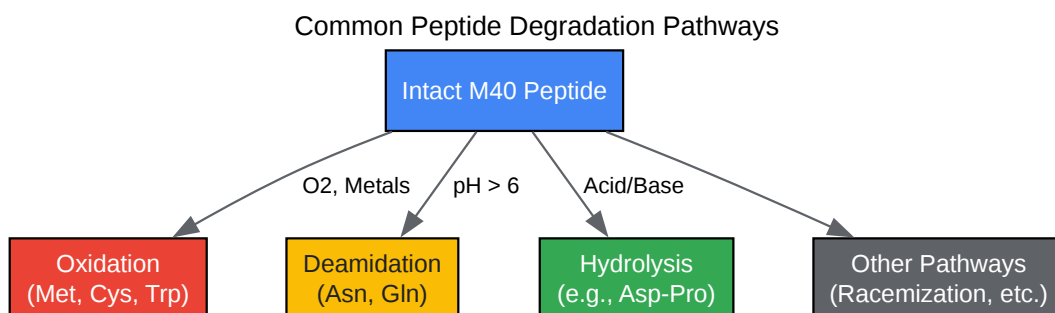 Common Peptide Degradation Pathways
Intact M40 Peptide
O2, Metals
pH > 6
Acid/Base
Oxidation
(Met, Cys, Trp)
Deamidation
(Asn, Gln)
Hydrolysis
(e.g., Asp-Pro)
Other Pathways
(Racemization, etc.)